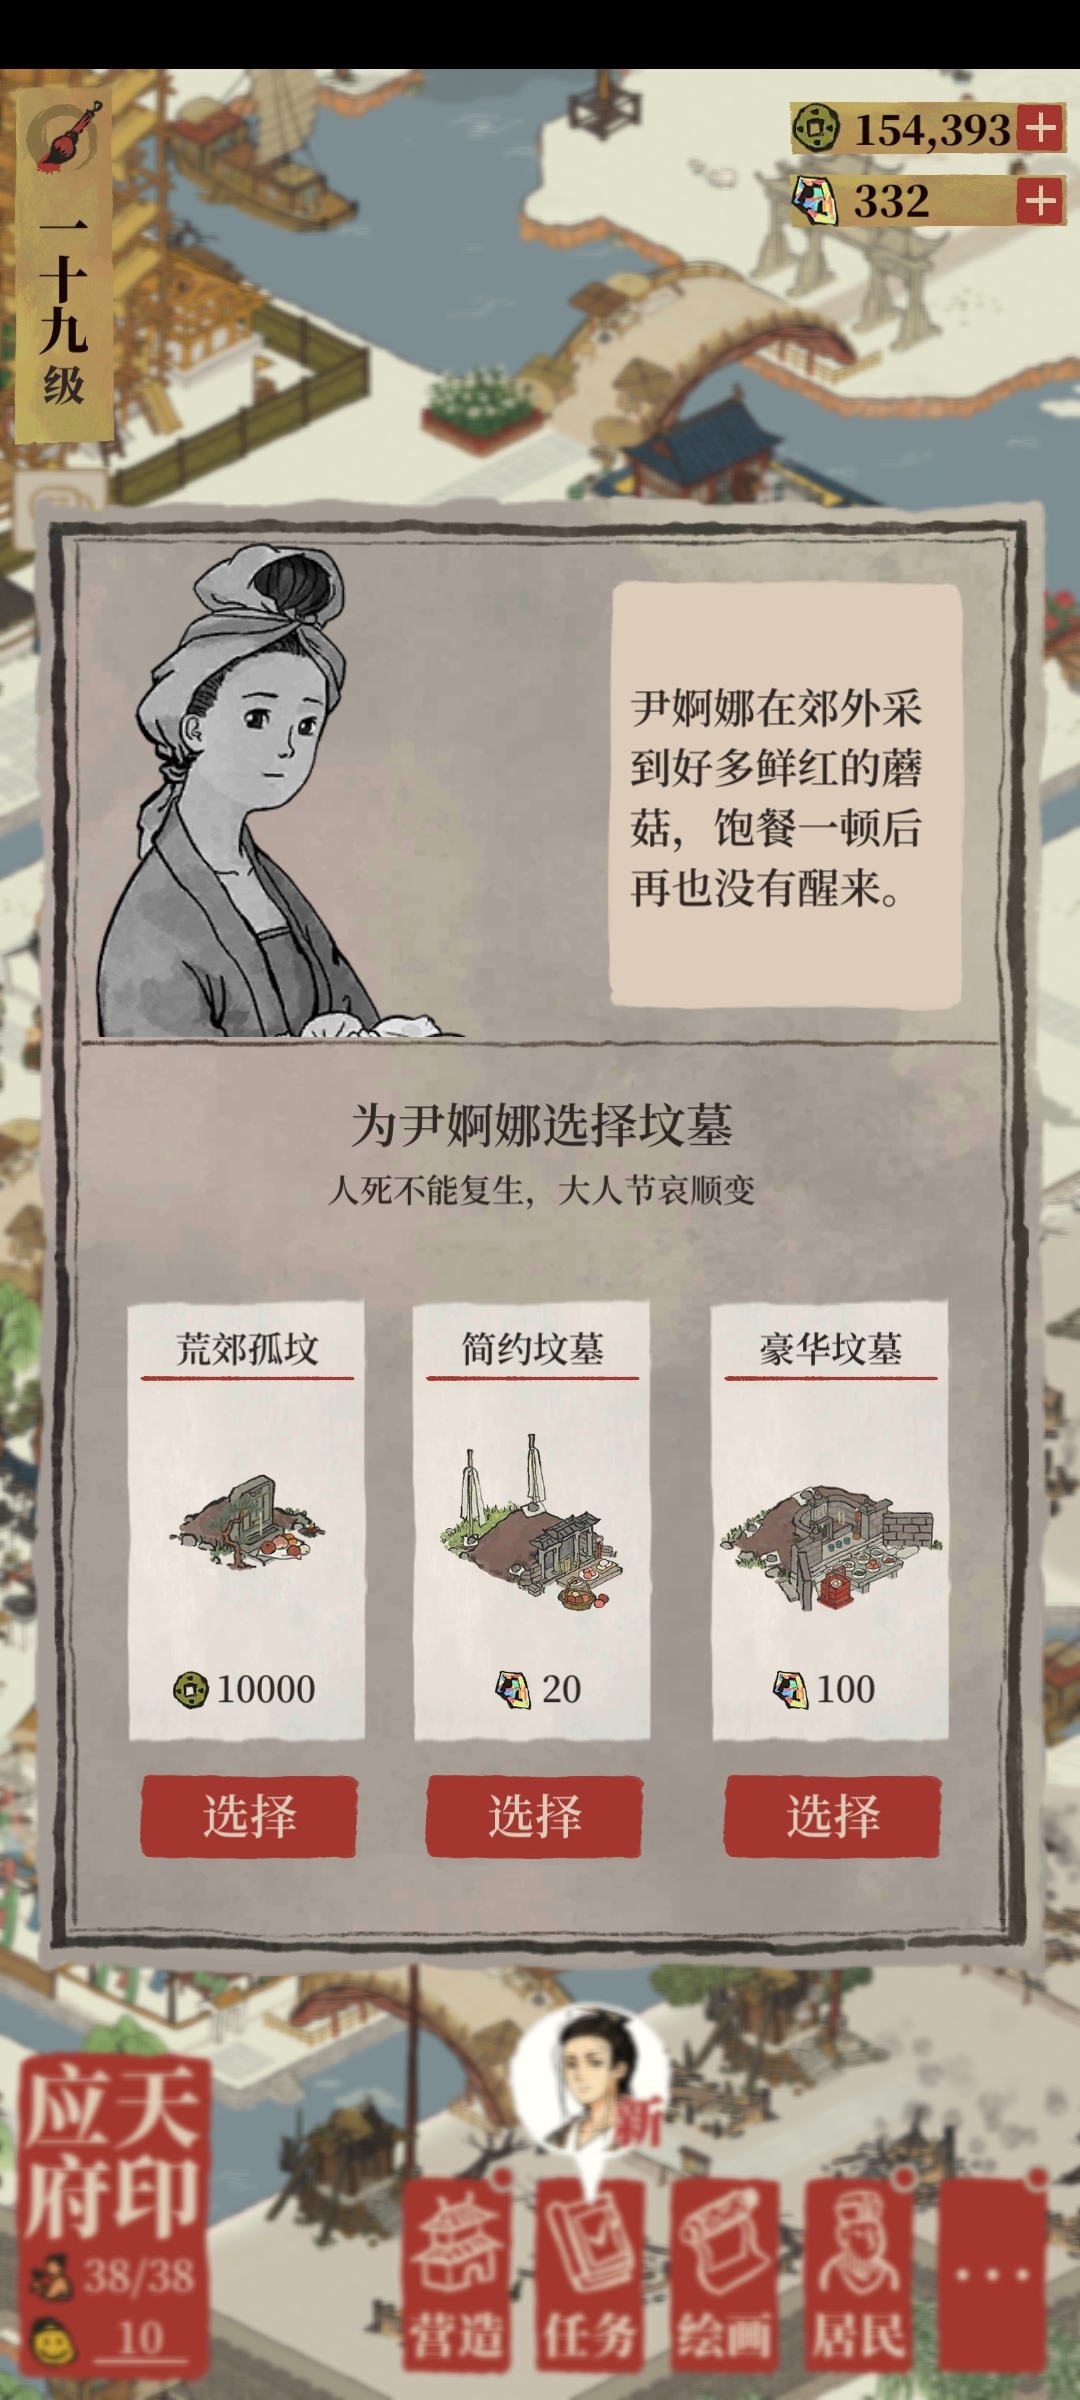 一十九级
154,393
332
尹婀娜在郊外采
到好多鲜红的蘑
菇，饱餐一顿后
再也没有醒来。
为尹婀娜选择坟墓
人死不能复生，大人节哀顺变
荒郊孤坟
简约坟墓
豪华坟墓
10000
20
100
选择
选择
选择
天印
应府
38/38
10
新
营造
任务
绘画
居民
...